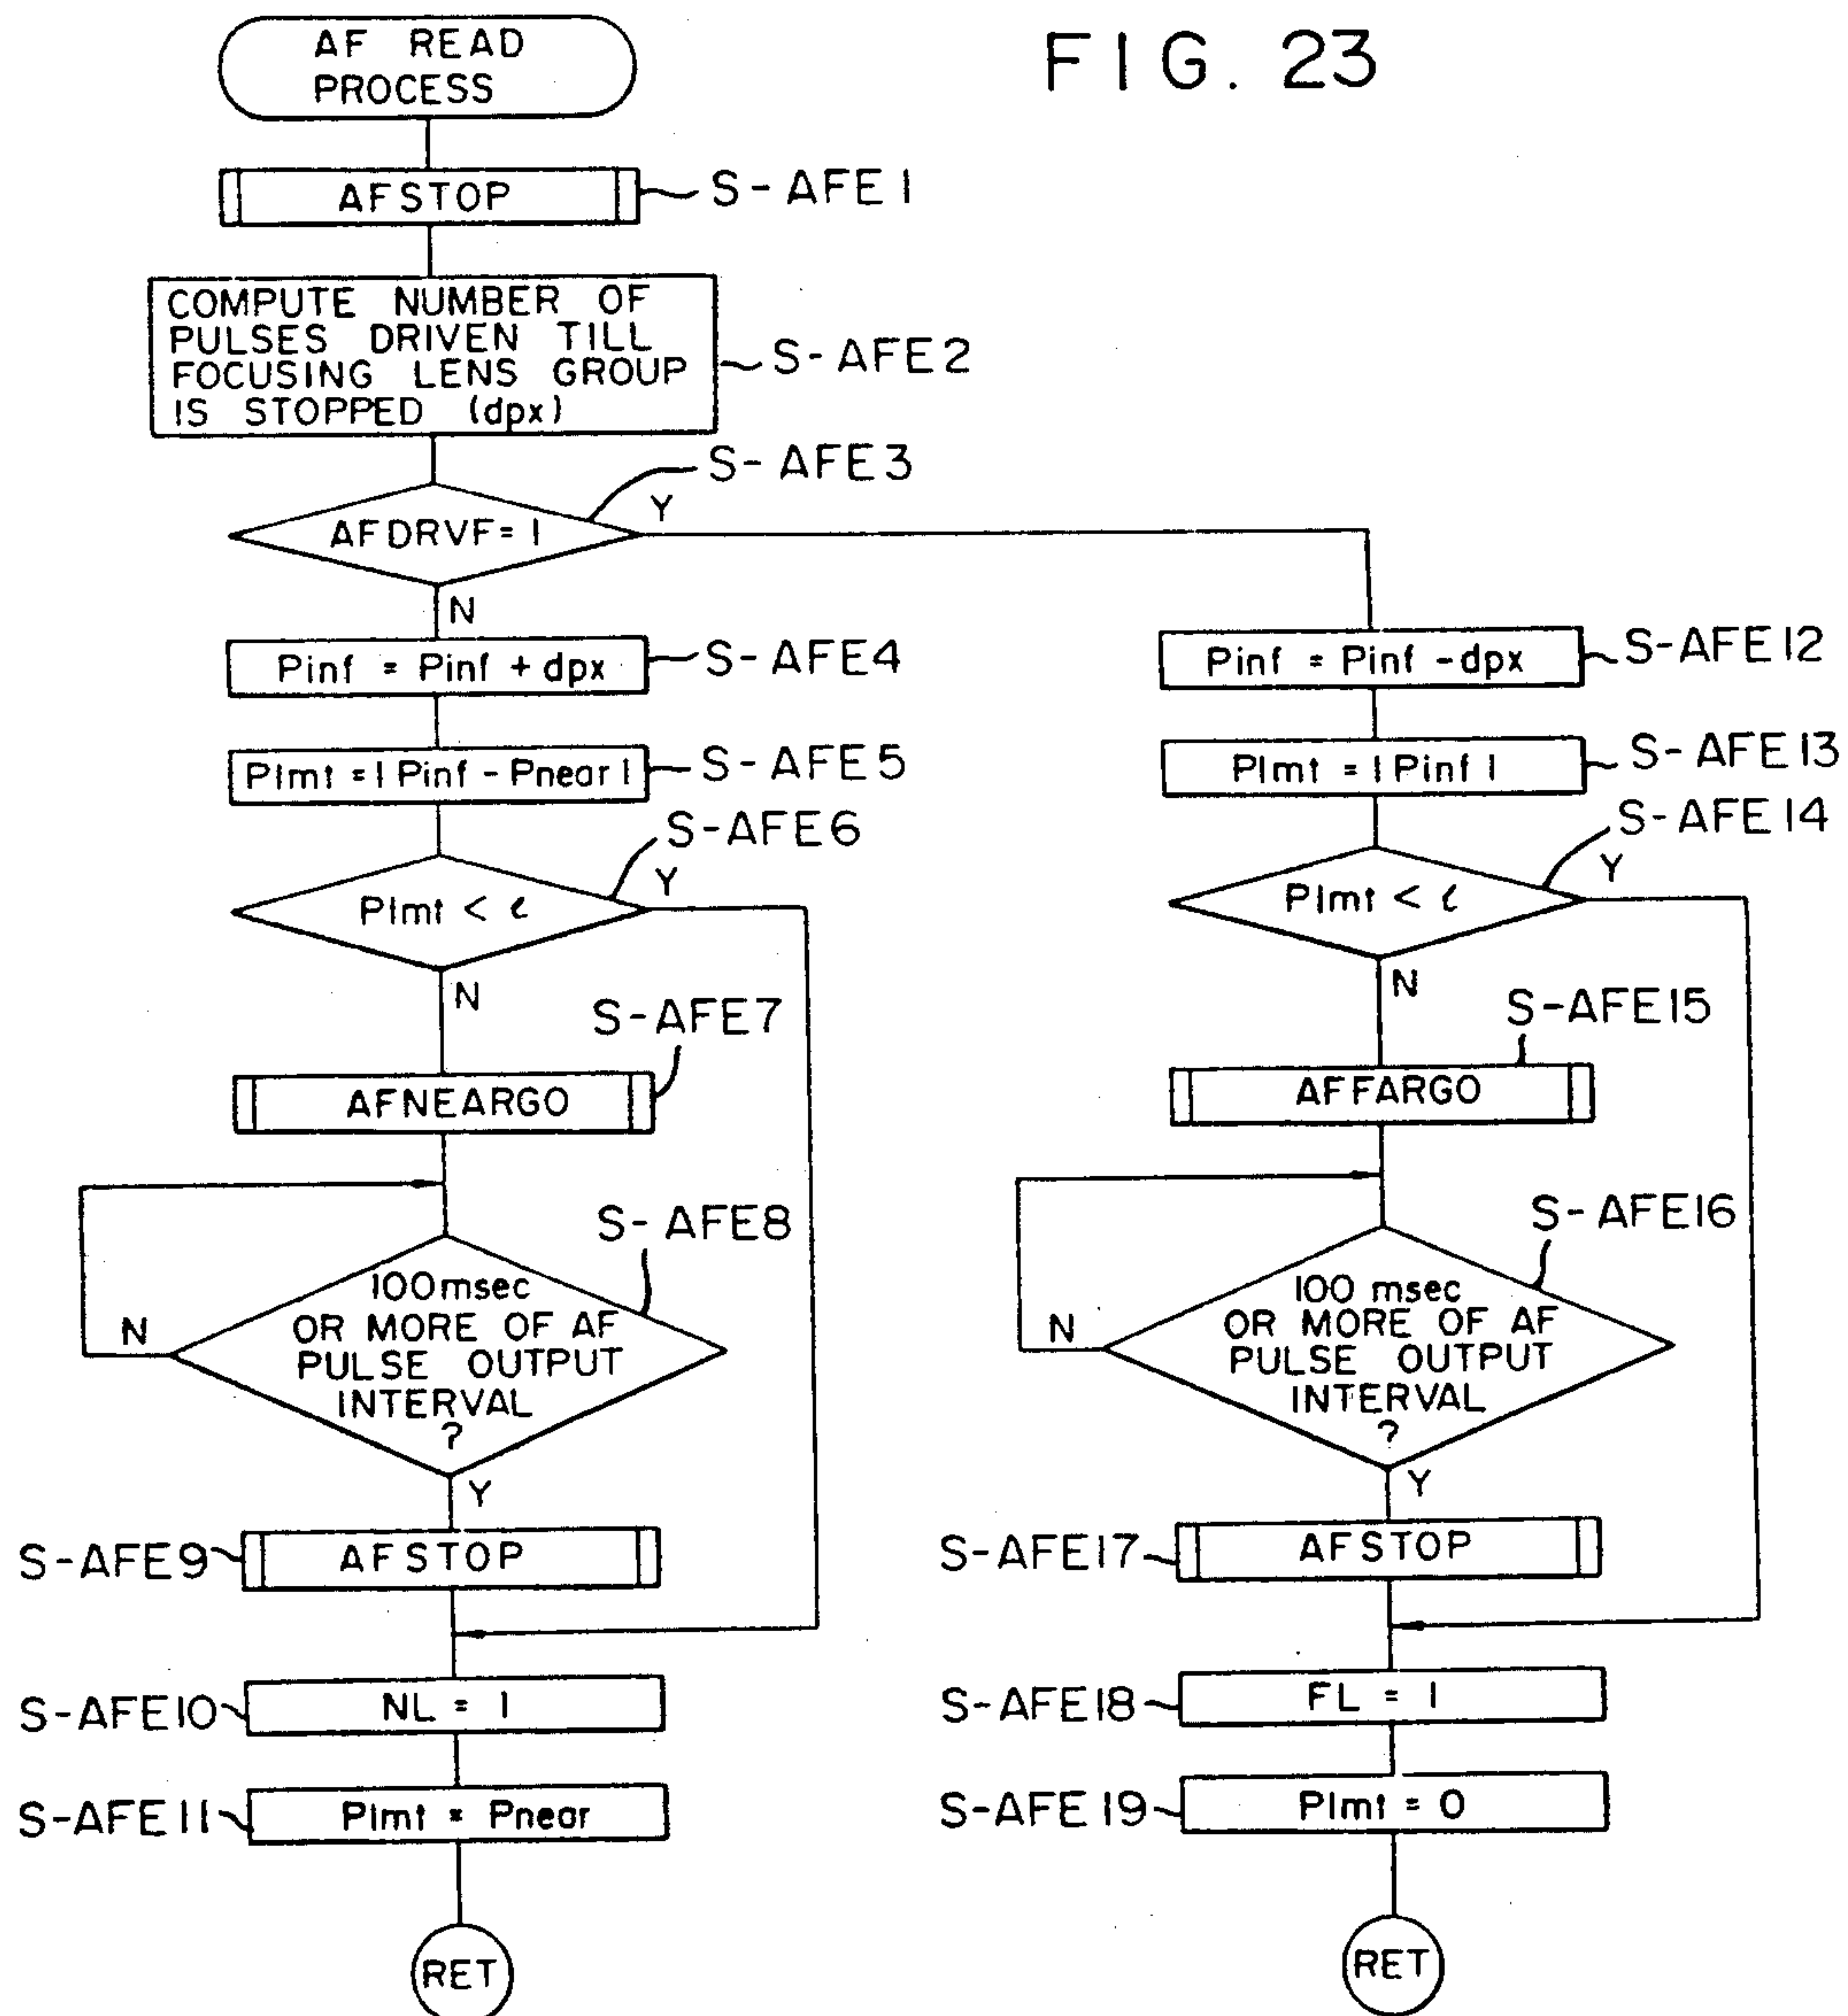 FIG. 23
AF READ
PROCESS
AFSTOP
S-AFE1
COMPUTE NUMBER OF
PULSES DRIVEN TILL
FOCUSING LENS GROUP
IS STOPPED (dpx)
S-AFE2
S-AFE3
AFDRVF=1
Y
N
Pinf = Pinf + dpx
S-AFE4
Plmt = |Pinf - Pnear|
S-AFE5
S-AFE6
Plmt < ℓ
Y
N
S-AFE7
AFNEARGO
S-AFE8
100msec
OR MORE OF AF
PULSE OUTPUT
INTERVAL
?
N
Y
S-AFE9
AFSTOP
S-AFE10
NL = 1
S-AFE11
Plmt = Pnear
RET
Pinf = Pinf - dpx
S-AFE12
Plmt = |Pinf|
S-AFE13
S-AFE14
Plmt < ℓ
Y
N
S-AFE15
AFFARGO
S-AFE16
100 msec
OR MORE OF AF
PULSE OUTPUT
INTERVAL
?
N
Y
S-AFE17
AFSTOP
S-AFE18
FL = 1
S-AFE19
Plmt = 0
RET